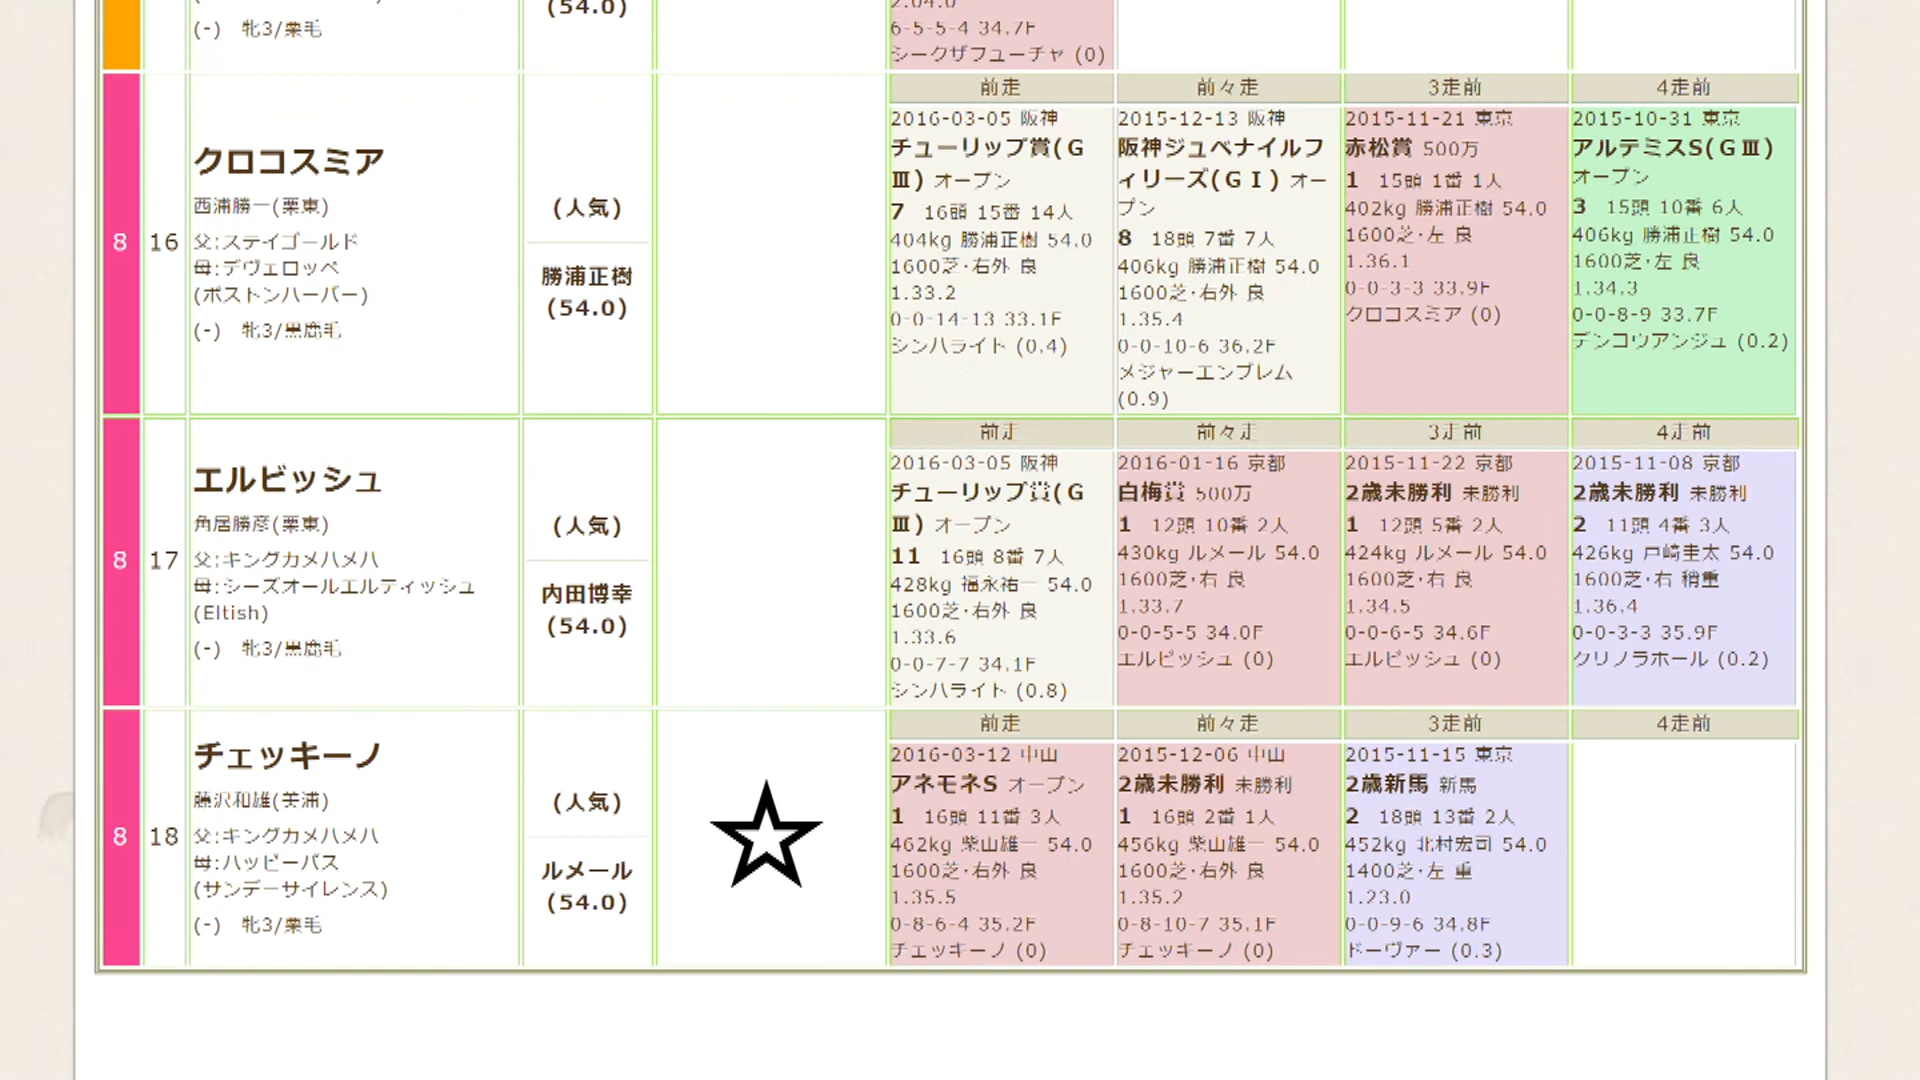 (-) 牝3/栗毛
(54.0)
6-5-5-4 34.7F
シークザフューチャ (0)
8
16
クロコスミア
西浦勝一(栗東)
父:ステイゴールド
母:デヴェロッペ
(ボストンハーバー)
(-) 牝3/黒鹿毛
(人気)
勝浦正樹
(54.0)
前走
2016-03-05 阪神
チューリップ賞(G
Ⅲ) オープン
7 16頭 15番 14人
404kg 勝浦正樹 54.0
1600芝·右外 良
1.33.2
0-0-14-13 33.1F
シンハライト (0.4)
前々走
2015-12-13 阪神
阪神ジュベナイルフ
ィリーズ(GⅠ) オー
プン
8 18頭 7番 7人
406kg 勝浦正樹 54.0
1600芝·右外 良
1.35.4
0-0-10-6 36.2F
メジャーエンブレム
(0.9)
3走前
2015-11-21 東京
赤松賞 500万
1 15頭 1番 1人
402kg 勝浦正樹 54.0
1600芝·左 良
1.36.1
0-0-3-3 33.9F
クロコスミア (0)
4走前
2015-10-31 東京
アルテミスS(GⅢ)
オープン
3 15頭 10番 6人
406kg 勝浦正樹 54.0
1600芝·左 良
1.34.3
0-0-8-9 33.7F
デンコウアンジュ (0.2)
8
17
エルビッシュ
角居勝彦(栗東)
父:キングカメハメハ
母:シーズオールエルティッシュ
(Eltish)
(-) 牝3/黒鹿毛
(人気)
内田博幸
(54.0)
前走
2016-03-05 阪神
チューリップ賞(G
Ⅲ) オープン
11 16頭 8番 7人
428kg 福永祐一 54.0
1600芝·右外 良
1.33.6
0-0-7-7 34.1F
シンハライト (0.8)
前々走
2016-01-16 京都
白梅賞 500万
1 12頭 10番 2人
430kg ルメール 54.0
1600芝·右 良
1.33.7
0-0-5-5 34.0F
エルビッシュ (0)
3走前
2015-11-22 京都
2歳未勝利 未勝利
1 12頭 5番 2人
424kg ルメール 54.0
1600芝·右 良
1.34.5
0-0-6-5 34.6F
エルビッシュ (0)
4走前
2015-11-08 京都
2歳未勝利 未勝利
2 11頭 4番 3人
426kg 戸崎圭太 54.0
1600芝·右 稍重
1.36.4
0-0-3-3 35.9F
クリノラホール (0.2)
8
18
チェッキーノ
藤沢和雄(美浦)
父:キングカメハメハ
母:ハッピーパス
(サンデーサイレンス)
(-) 牝3/栗毛
(人気)
ルメール
(54.0)
☆
前走
2016-03-12 中山
アネモネS オープン
1 16頭 11番 3人
462kg 柴山雄一 54.0
1600芝·右外 良
1.35.5
0-8-6-4 35.2F
チェッキーノ (0)
前々走
2015-12-06 中山
2歳未勝利 未勝利
1 16頭 2番 1人
456kg 柴山雄一 54.0
1600芝·右外 良
1.35.2
0-8-10-7 35.1F
チェッキーノ (0)
3走前
2015-11-15 東京
2歳新馬 新馬
2 18頭 13番 2人
452kg 北村宏司 54.0
1400芝·左 重
1.23.0
0-0-9-6 34.8F
ドーヴァー (0.3)
4走前